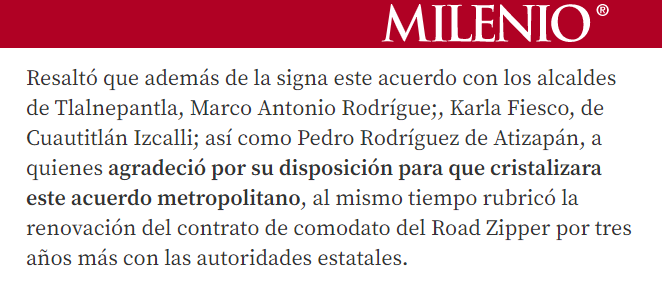 MILENIO®
Resaltó que además de la signa este acuerdo con los alcaldes
de Tlalnepantla, Marco Antonio Rodrígue;, Karla Fiesco, de
Cuautitlán Izcalli; así como Pedro Rodríguez de Atizapán, a
quienes agradeció por su disposición para que cristalizara
este acuerdo metropolitano, al mismo tiempo rubricó la
renovación del contrato de comodato del Road Zipper por tres
años más con las autoridades estatales.